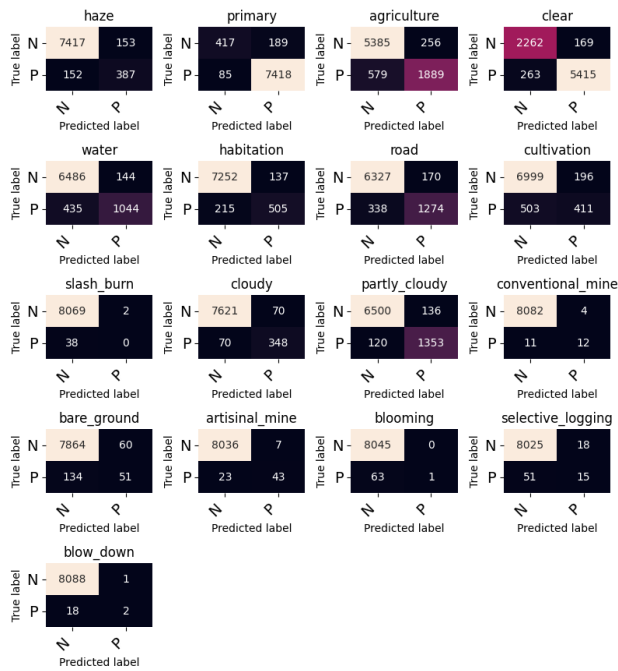 haze primary agriculture clear
True label N 7417 153 True label N 417 189 True label N 5385 256 True label N 2262 169
P 152 387 P 85 7418 P 579 1889 P 263 5415
N P N P N P N P
Predicted label Predicted label Predicted label Predicted label
water habitation road cultivation
True label N 6486 144 True label N 7252 137 True label N 6327 170 True label N 6999 196
P 435 1044 P 215 505 P 338 1274 P 503 411
N P N P N P N P
Predicted label Predicted label Predicted label Predicted label
slash_burn cloudy partly_cloudy conventional_mine
True label N 8069 2 True label N 7621 70 True label N 6500 136 True label N 8082 4
P 38 0 P 70 348 P 120 1353 P 11 12
N P N P N P N P
Predicted label Predicted label Predicted label Predicted label
bare_ground artisinal_mine blooming selective_logging
True label N 7864 60 True label N 8036 7 True label N 8045 0 True label N 8025 18
P 134 51 P 23 43 P 63 1 P 51 15
N P N P N P N P
Predicted label Predicted label Predicted label Predicted label
blow_down
True label N 8088 1
P 18 2
N P
Predicted label